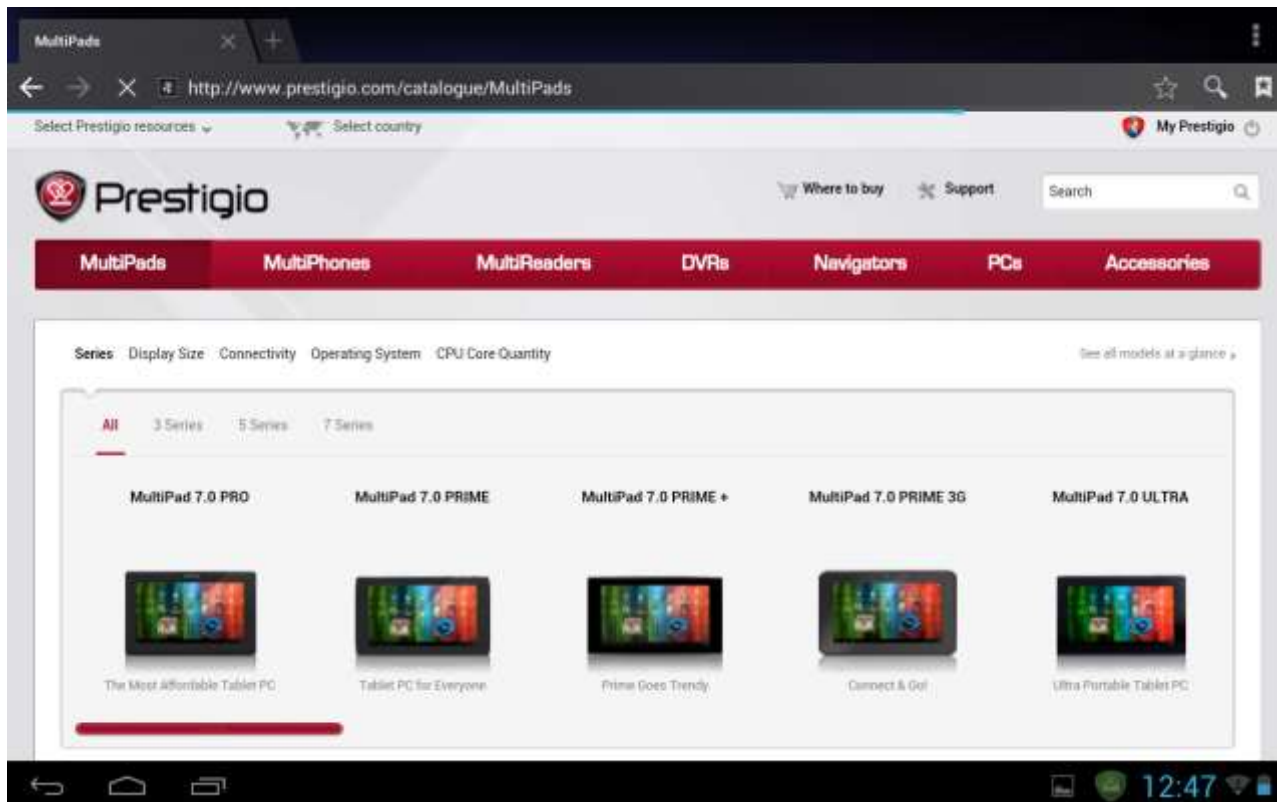 MultiPads
http://www.prestigio.com/catalogue/MultiPads
Select Prestigio resources Select country My Prestigio
Prestigio Where to buy Support Search
MultiPads MultiPhones MultiReaders DVRs Navigators PCs Accessories
Series Display Size Connectivity Operating System CPU Core Quantity See all models at a glance
All 3 Series 5 Series 7 Series
MultiPad 7.0 PRO MultiPad 7.0 PRIME MultiPad 7.0 PRIME + MultiPad 7.0 PRIME 3G MultiPad 7.0 ULTRA
The Most Affordable Tablet PC Tablet PC for Everyone Prime Goes Trendy Connect & Go! Ultra Portable Tablet PC
12:47